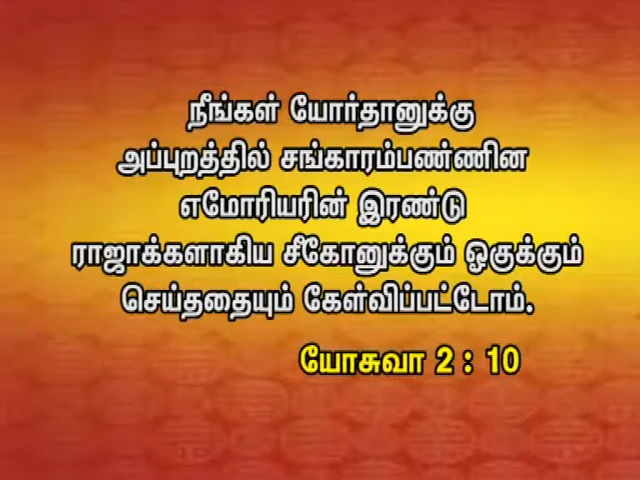 நீங்கள் யோர்தானுக்கு
அப்புறத்தில் சங்காரம்பண்ணின
எமோரியரின் இரண்டு
ராஜாக்களாகிய சீகோனுக்கும் ஓகுக்கும்
செய்ததையும் கேள்விப்பட்டோம்.
யோசுவா 2 : 10